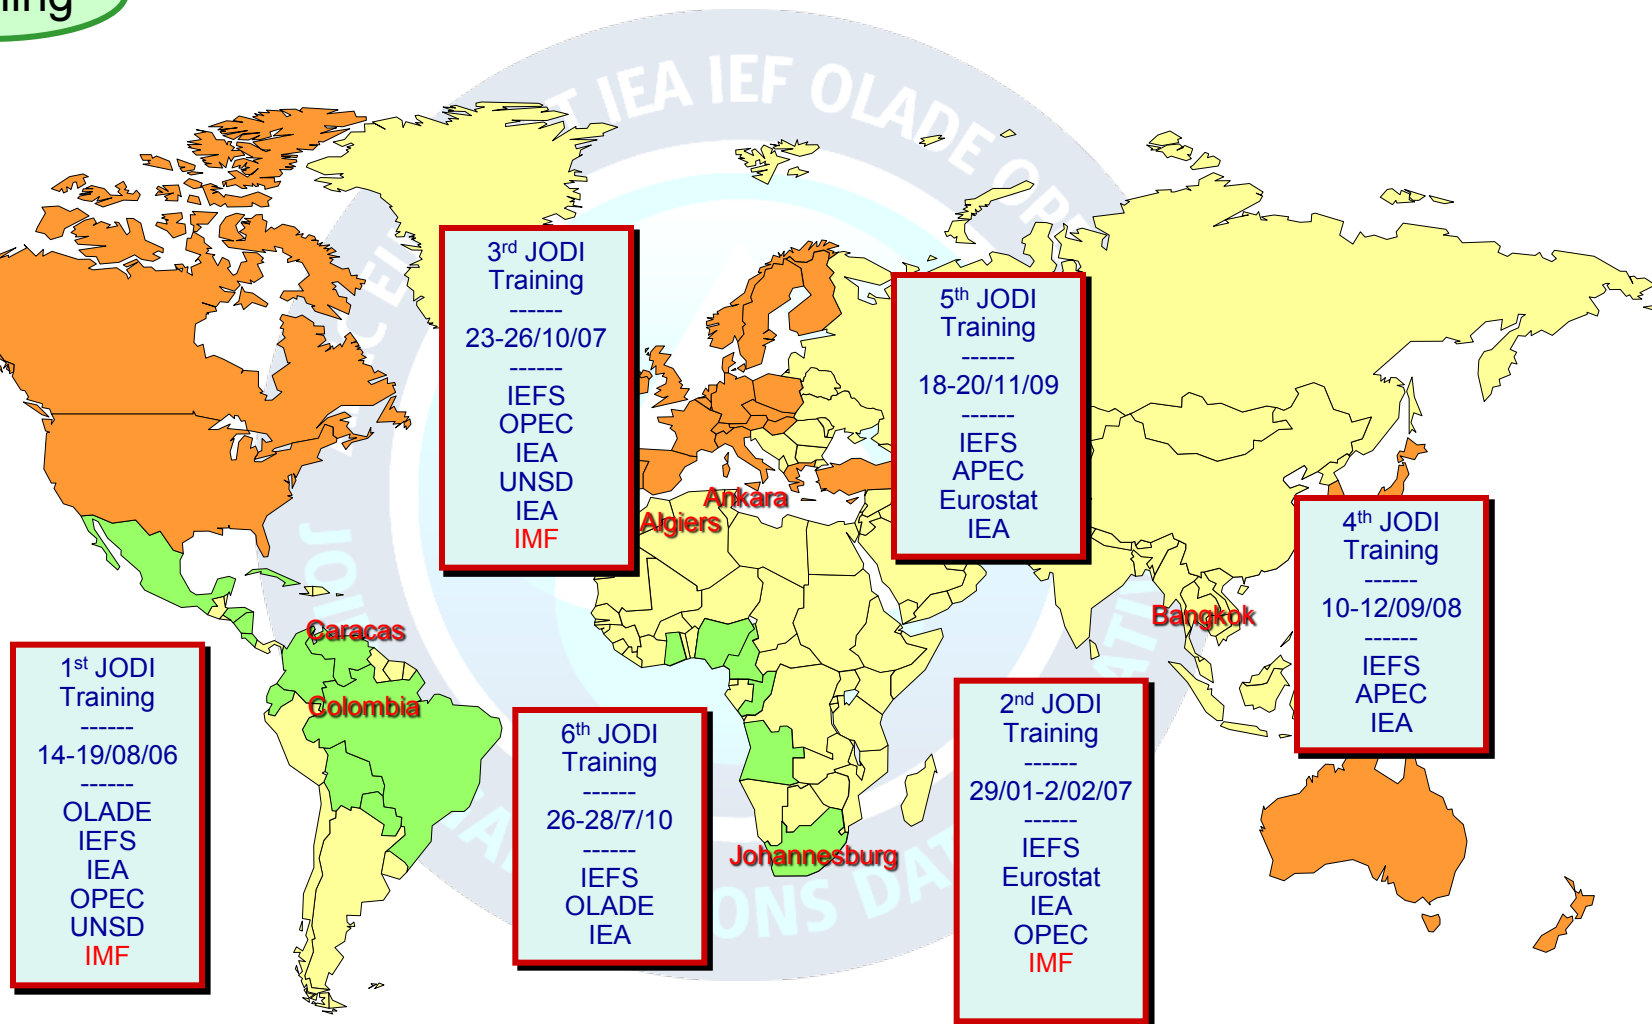 3rd JODI
Training
------
23-26/10/07
------
IEFS
OPEC
IEA
UNSD
IEA
IMF
5th JODI
Training
------
18-20/11/09
------
IEFS
APEC
Eurostat
IEA
4th JODI
Training
------
10-12/09/08
------
IEFS
APEC
IEA
Ankara
Algiers
Bangkok
Caracas
Colombia
Johannesburg
1st JODI
Training
------
14-19/08/06
------
OLADE
IEFS
IEA
OPEC
UNSD
IMF
6th JODI
Training
------
26-28/7/10
------
IEFS
OLADE
IEA
2nd JODI
Training
------
29/01-2/02/07
------
IEFS
Eurostat
IEA
OPEC
IMF
IEA IEF OLADE